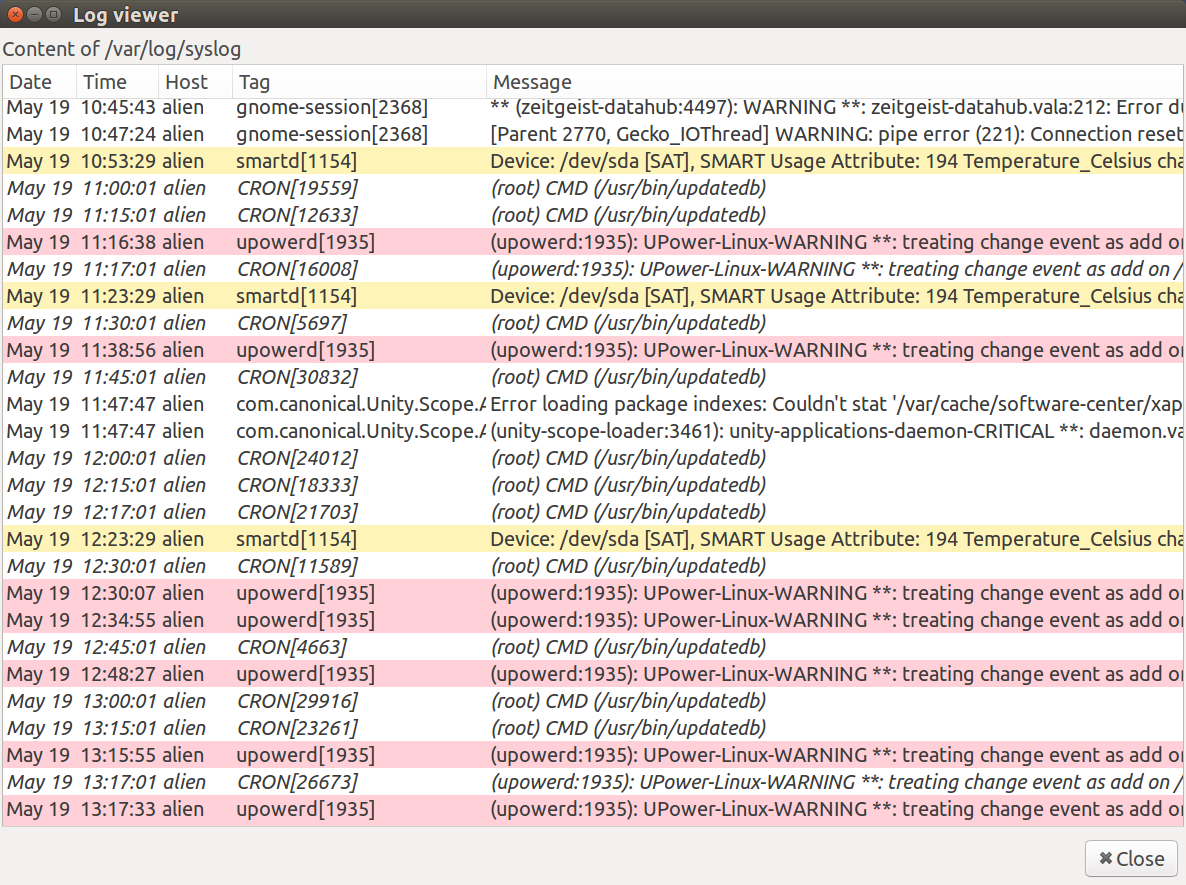 Log viewer
Content of /var/log/syslog
Date Time Host Tag Message
May 19 10:45:43 alien gnome-session[2368] ** (zeitgeist-datahub:4497): WARNING **: zeitgeist-datahub.vala:212: Error du
May 19 10:47:24 alien gnome-session[2368] [Parent 2770, Gecko_IOThread] WARNING: pipe error (221): Connection reset
May 19 10:53:29 alien smartd[1154] Device: /dev/sda [SAT], SMART Usage Attribute: 194 Temperature_Celsius cha
May 19 11:00:01 alien CRON[19559] (root) CMD (/usr/bin/updatedb)
May 19 11:15:01 alien CRON[12633] (root) CMD (/usr/bin/updatedb)
May 19 11:16:38 alien upowerd[1935] (upowerd:1935): UPower-Linux-WARNING **: treating change event as add on
May 19 11:17:01 alien CRON[16008] (upowerd:1935): UPower-Linux-WARNING **: treating change event as add on /
May 19 11:23:29 alien smartd[1154] Device: /dev/sda [SAT], SMART Usage Attribute: 194 Temperature_Celsius cha
May 19 11:30:01 alien CRON[5697] (root) CMD (/usr/bin/updatedb)
May 19 11:38:56 alien upowerd[1935] (upowerd:1935): UPower-Linux-WARNING **: treating change event as add on
May 19 11:45:01 alien CRON[30832] (root) CMD (/usr/bin/updatedb)
May 19 11:47:47 alien com.canonical.Unity.Scope.A Error loading package indexes: Couldn't stat '/var/cache/software-center/xap
May 19 11:47:47 alien com.canonical.Unity.Scope.A (unity-scope-loader:3461): unity-applications-daemon-CRITICAL **: daemon.va
May 19 12:00:01 alien CRON[24012] (root) CMD (/usr/bin/updatedb)
May 19 12:15:01 alien CRON[18333] (root) CMD (/usr/bin/updatedb)
May 19 12:17:01 alien CRON[21703] (root) CMD (/usr/bin/updatedb)
May 19 12:23:29 alien smartd[1154] Device: /dev/sda [SAT], SMART Usage Attribute: 194 Temperature_Celsius cha
May 19 12:30:01 alien CRON[11589] (root) CMD (/usr/bin/updatedb)
May 19 12:30:07 alien upowerd[1935] (upowerd:1935): UPower-Linux-WARNING **: treating change event as add on
May 19 12:34:55 alien upowerd[1935] (upowerd:1935): UPower-Linux-WARNING **: treating change event as add on
May 19 12:45:01 alien CRON[4663] (root) CMD (/usr/bin/updatedb)
May 19 12:48:27 alien upowerd[1935] (upowerd:1935): UPower-Linux-WARNING **: treating change event as add on
May 19 13:00:01 alien CRON[29916] (root) CMD (/usr/bin/updatedb)
May 19 13:15:01 alien CRON[23261] (root) CMD (/usr/bin/updatedb)
May 19 13:15:55 alien upowerd[1935] (upowerd:1935): UPower-Linux-WARNING **: treating change event as add on
May 19 13:17:01 alien CRON[26673] (upowerd:1935): UPower-Linux-WARNING **: treating change event as add on /
May 19 13:17:33 alien upowerd[1935] (upowerd:1935): UPower-Linux-WARNING **: treating change event as add on
Close